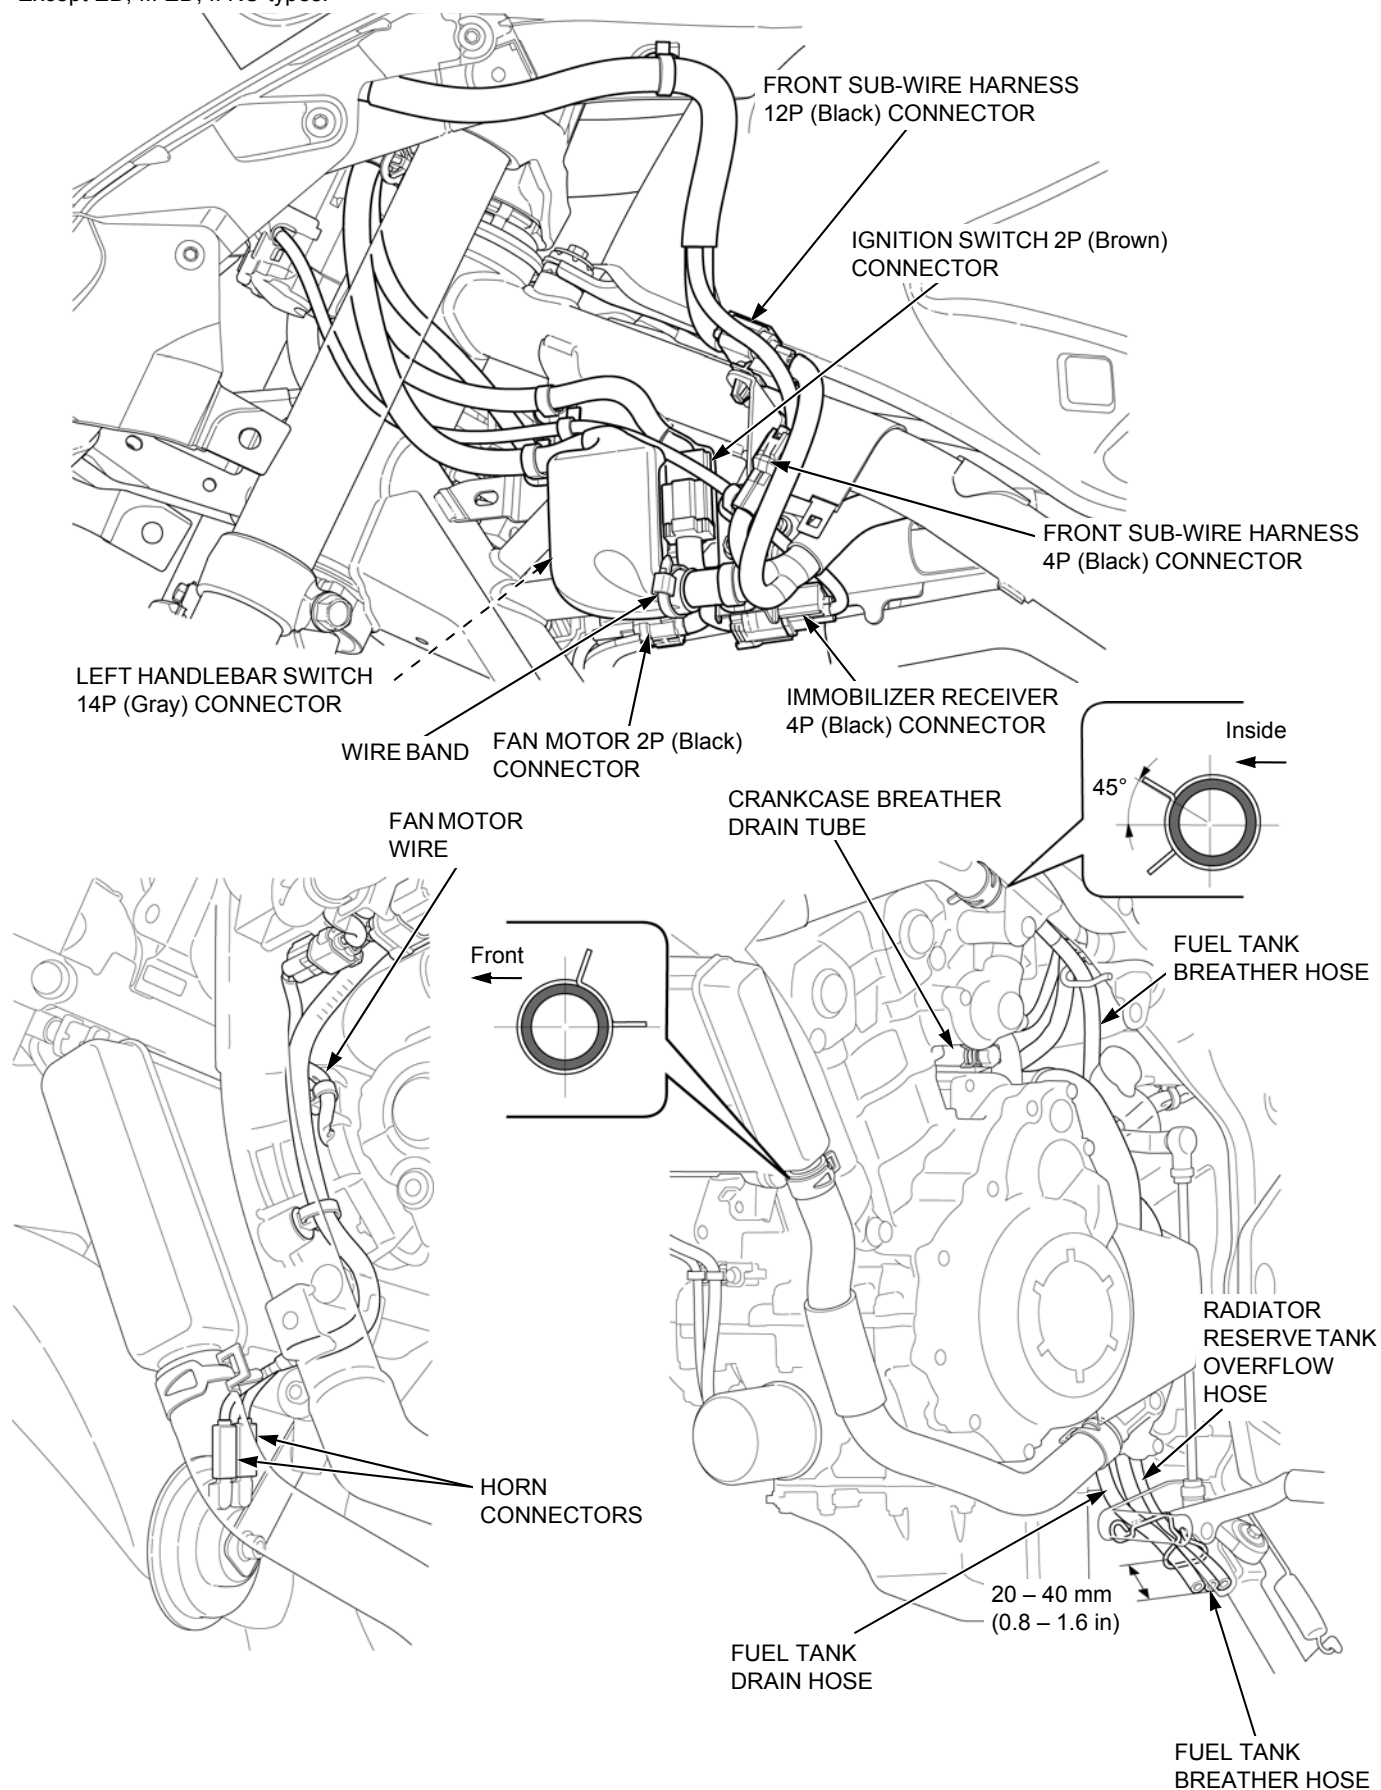 FRONT SUB-WIRE HARNESS
12P (Black) CONNECTOR
IGNITION SWITCH 2P (Brown)
CONNECTOR
FRONT SUB-WIRE HARNESS
4P (Black) CONNECTOR
LEFT HANDLEBAR SWITCH
14P (Gray) CONNECTOR
IMMOBILIZER RECEIVER
4P (Black) CONNECTOR
WIRE BAND
FAN MOTOR 2P (Black)
CONNECTOR
Inside
45°
CRANKCASE BREATHER
DRAIN TUBE
FAN MOTOR
WIRE
Front
FUEL TANK
BREATHER HOSE
RADIATOR
RESERVE TANK
OVERFLOW
HOSE
HORN
CONNECTORS
20 – 40 mm
(0.8 – 1.6 in)
FUEL TANK
DRAIN HOSE
FUEL TANK
BREATHER HOSE